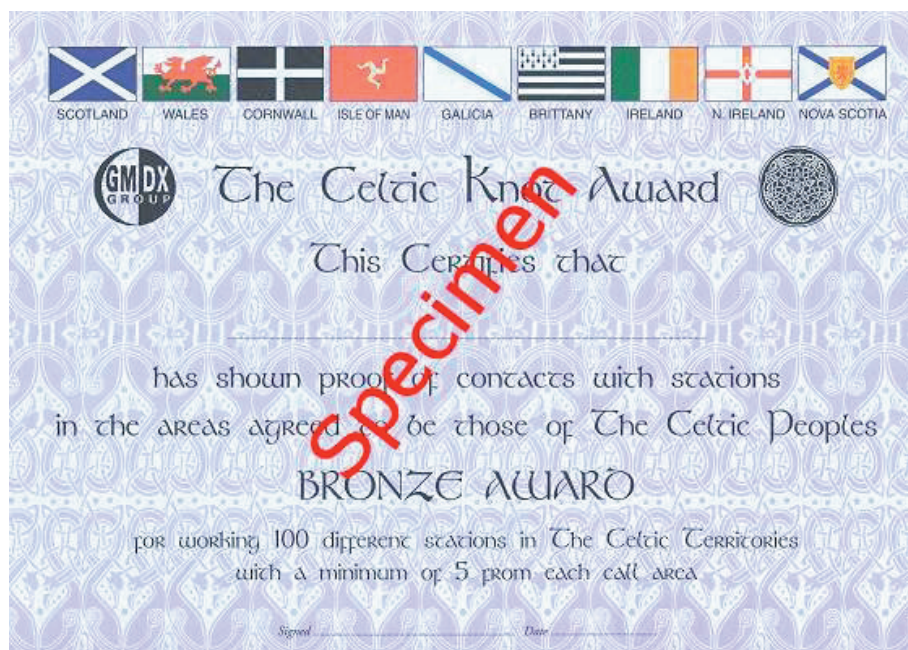 SCOTLAND WALES CORNWALL ISLE OF MAN GALICIA BRITTANY IRELAND N. IRELAND NOVA SCOTIA
GMDX
GROUP
The Celtic Knot Award
This Certifies that
has shown proof of contacts with stations
in the areas agreed to be those of The Celtic Peoples
BRONZE AWARD
for working 100 different stations in The Celtic Territories
with a minimum of 5 from each call area
Signed Date
Specimen